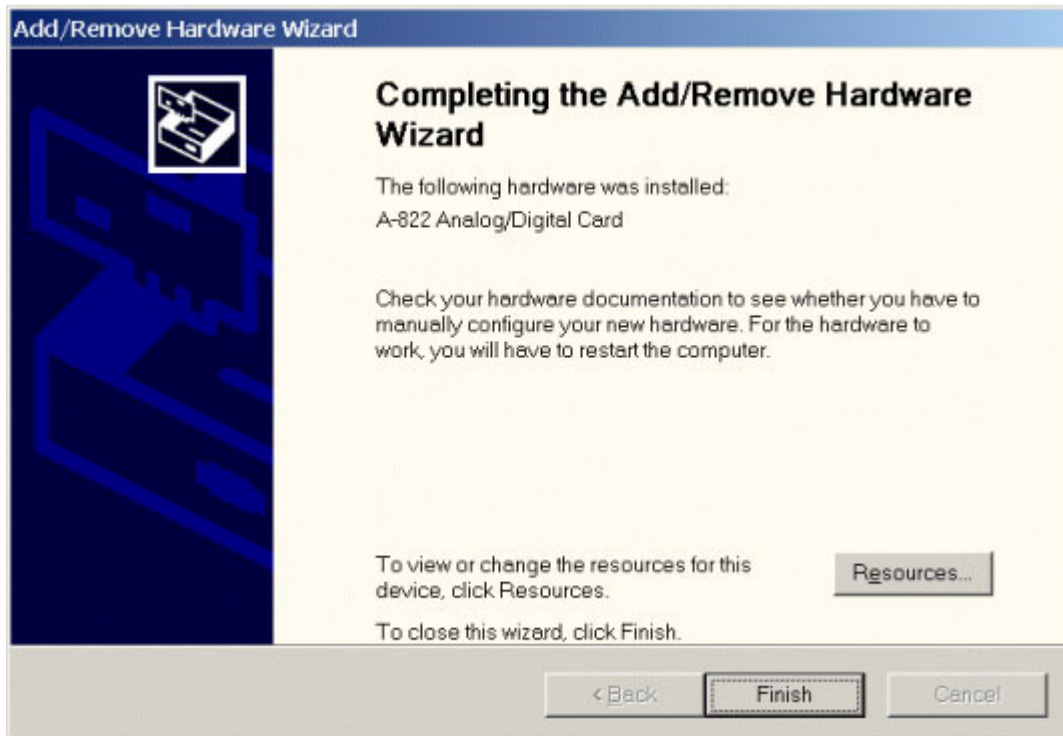 Add/Remove Hardware Wizard
Completing the Add/Remove Hardware
Wizard
The following hardware was installed:
A-822 Analog/Digital Card
Check your hardware documentation to see whether you have to
manually configure your new hardware. For the hardware to
work, you will have to restart the computer.
To view or change the resources for this
device, click Resources.
Resources...
To close this wizard, click Finish.
< Back
Finish
Cancel